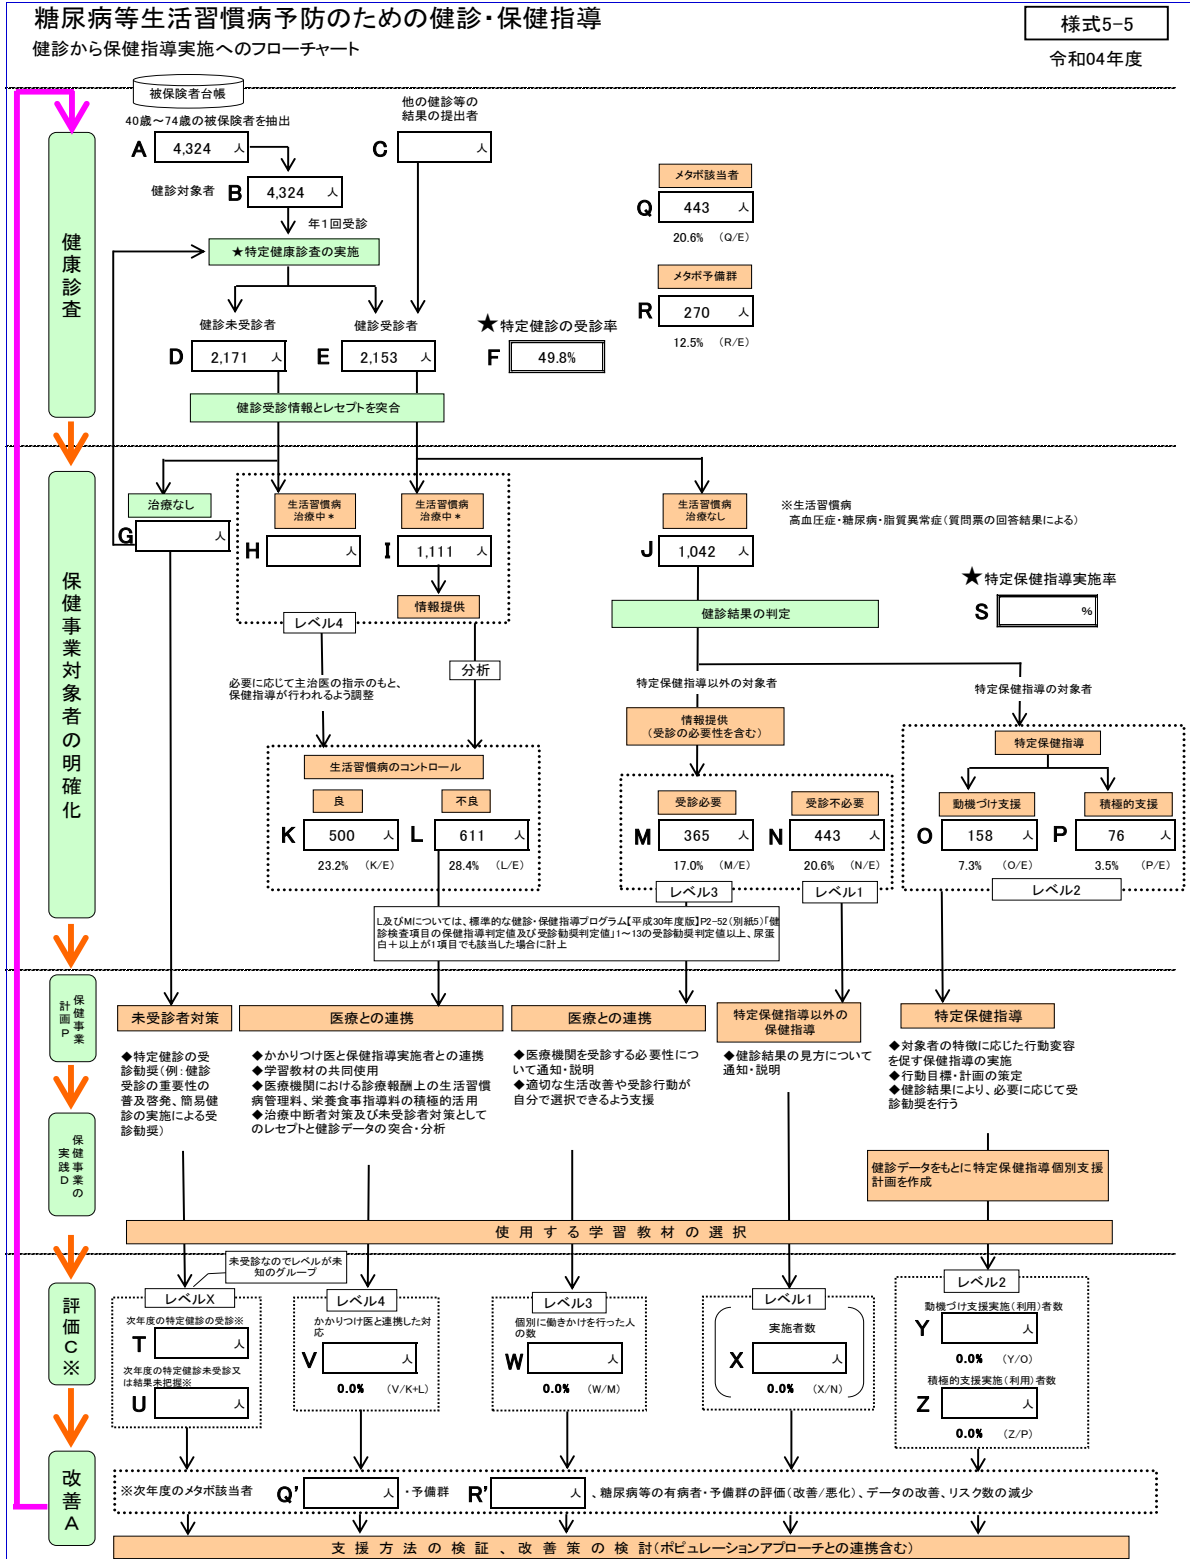 糖尿病等生活習慣病予防のための健診・保健指導
様式5-5
健診から保健指導実施へのフローチャート
令和04年度
被保険者台帳
40歳～74歳の被保険者を抽出
A 4,324 人
他の健診等の
結果の提出者
C 人
健診対象者 B 4,324 人
年1回受診
★特定健康診査の実施
メタボ該当者
Q 443 人
20.6% (Q/E)
メタボ予備群
R 270 人
12.5% (R/E)
健診未受診者
D 2,171 人
健診受診者
E 2,153 人
★特定健診の受診率
F 49.8%
健診受診情報とレセプトを突合
健康診査
治療なし
G 人
生活習慣病
治療中＊
H 人
生活習慣病
治療中＊
I 1,111 人
情報提供
レベル4
生活習慣病
治療なし
J 1,042 人
※生活習慣病
高血圧症・糖尿病・脂質異常症(質問票の回答結果による)
★特定保健指導実施率
S %
健診結果の判定
保健事業対象者の明確化
必要に応じて主治医の指示のもと、
保健指導が行われるよう調整
分析
特定保健指導以外の対象者
特定保健指導の対象者
情報提供
(受診の必要性を含む)
特定保健指導
生活習慣病のコントロール
良
K 500 人
23.2% (K/E)
不良
L 611 人
28.4% (L/E)
受診必要
M 365 人
17.0% (M/E)
レベル3
受診不必要
N 443 人
20.6% (N/E)
レベル1
動機づけ支援
O 158 人
7.3% (O/E)
積極的支援
P 76 人
3.5% (P/E)
レベル2
L及びMについては、標準的な健診・保健指導プログラム【平成30年度版】P2-52(別紙5)「健
診検査項目の保健指導判定値及び受診勧奨判定値」1～13の受診勧奨判定値以上、尿蛋
白＋以上が1項目でも該当した場合に計上
保健事業
計画P
保健事業の
実践D
未受診者対策
◆特定健診の受
診勧奨(例:健診
受診の重要性の
普及啓発、簡易健
診の実施による受
診勧奨)
医療との連携
◆かかりつけ医と保健指導実施者との連携
◆学習教材の共同使用
◆医療機関における診療報酬上の生活習慣
病管理料、栄養食事指導料の積極的活用
◆治療中断者対策及び未受診者対策として
のレセプトと健診データの突合・分析
医療との連携
◆医療機関を受診する必要性につ
いて通知・説明
◆適切な生活改善や受診行動が
自分で選択できるよう支援
特定保健指導以外の
保健指導
◆健診結果の見方について
通知・説明
特定保健指導
◆対象者の特徴に応じた行動変容
を促す保健指導の実施
◆行動目標・計画の策定
◆健診結果により、必要に応じて受
診勧奨を行う
健診データをもとに特定保健指導個別支援
計画を作成
使用する学習教材の選択
未受診なのでレベルが未
知のグループ
評価C※
レベルX
次年度の特定健診の受診※
T 人
次年度の特定健診未受診又
は結果未把握※
U 人
レベル4
かかりつけ医と連携した対
応
V 人
0.0% (V/K+L)
レベル3
個別に働きかけを行った人
の数
W 人
0.0% (W/M)
レベル1
実施者数
X 人
0.0% (X/N)
レベル2
動機づけ支援実施(利用)者数
Y 人
0.0% (Y/O)
積極的支援実施(利用)者数
Z 人
0.0% (Z/P)
改善A
※次年度のメタボ該当者 Q' 人 ・予備群 R' 人 、糖尿病等の有病者・予備群の評価(改善/悪化)、データの改善、リスク数の減少
支援方法の検証、改善策の検討(ポピュレーションアプローチとの連携含む)